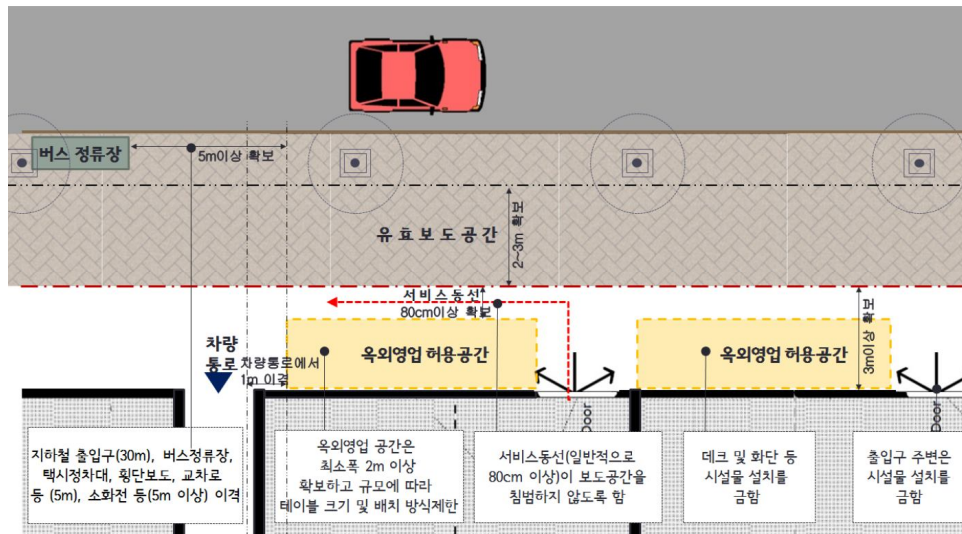 버스 정류장
5m이상 확보
유효보도공간
2~3m 확보
서비스동선
80cm이상 확보
3m이상 확보
차량
통로
차량통로에서
1m 이격
옥외영업 허용공간
옥외영업 허용공간
Door
Door
지하철 출입구(30m), 버스정류장,
택시정차대, 횡단보도, 교차로
등 (5m), 소화전 등(5m 이상) 이격
옥외영업 공간은
최소폭 2m 이상
확보하고 규모에 따라
테이블 크기 및 배치 방식제한
서비스동선(일반적으로
80cm 이상)이 보도공간을
침범하지 않도록 함
데크 및 화단 등
시설물 설치를
금함
출입구 주변은
시설물 설치를
금함